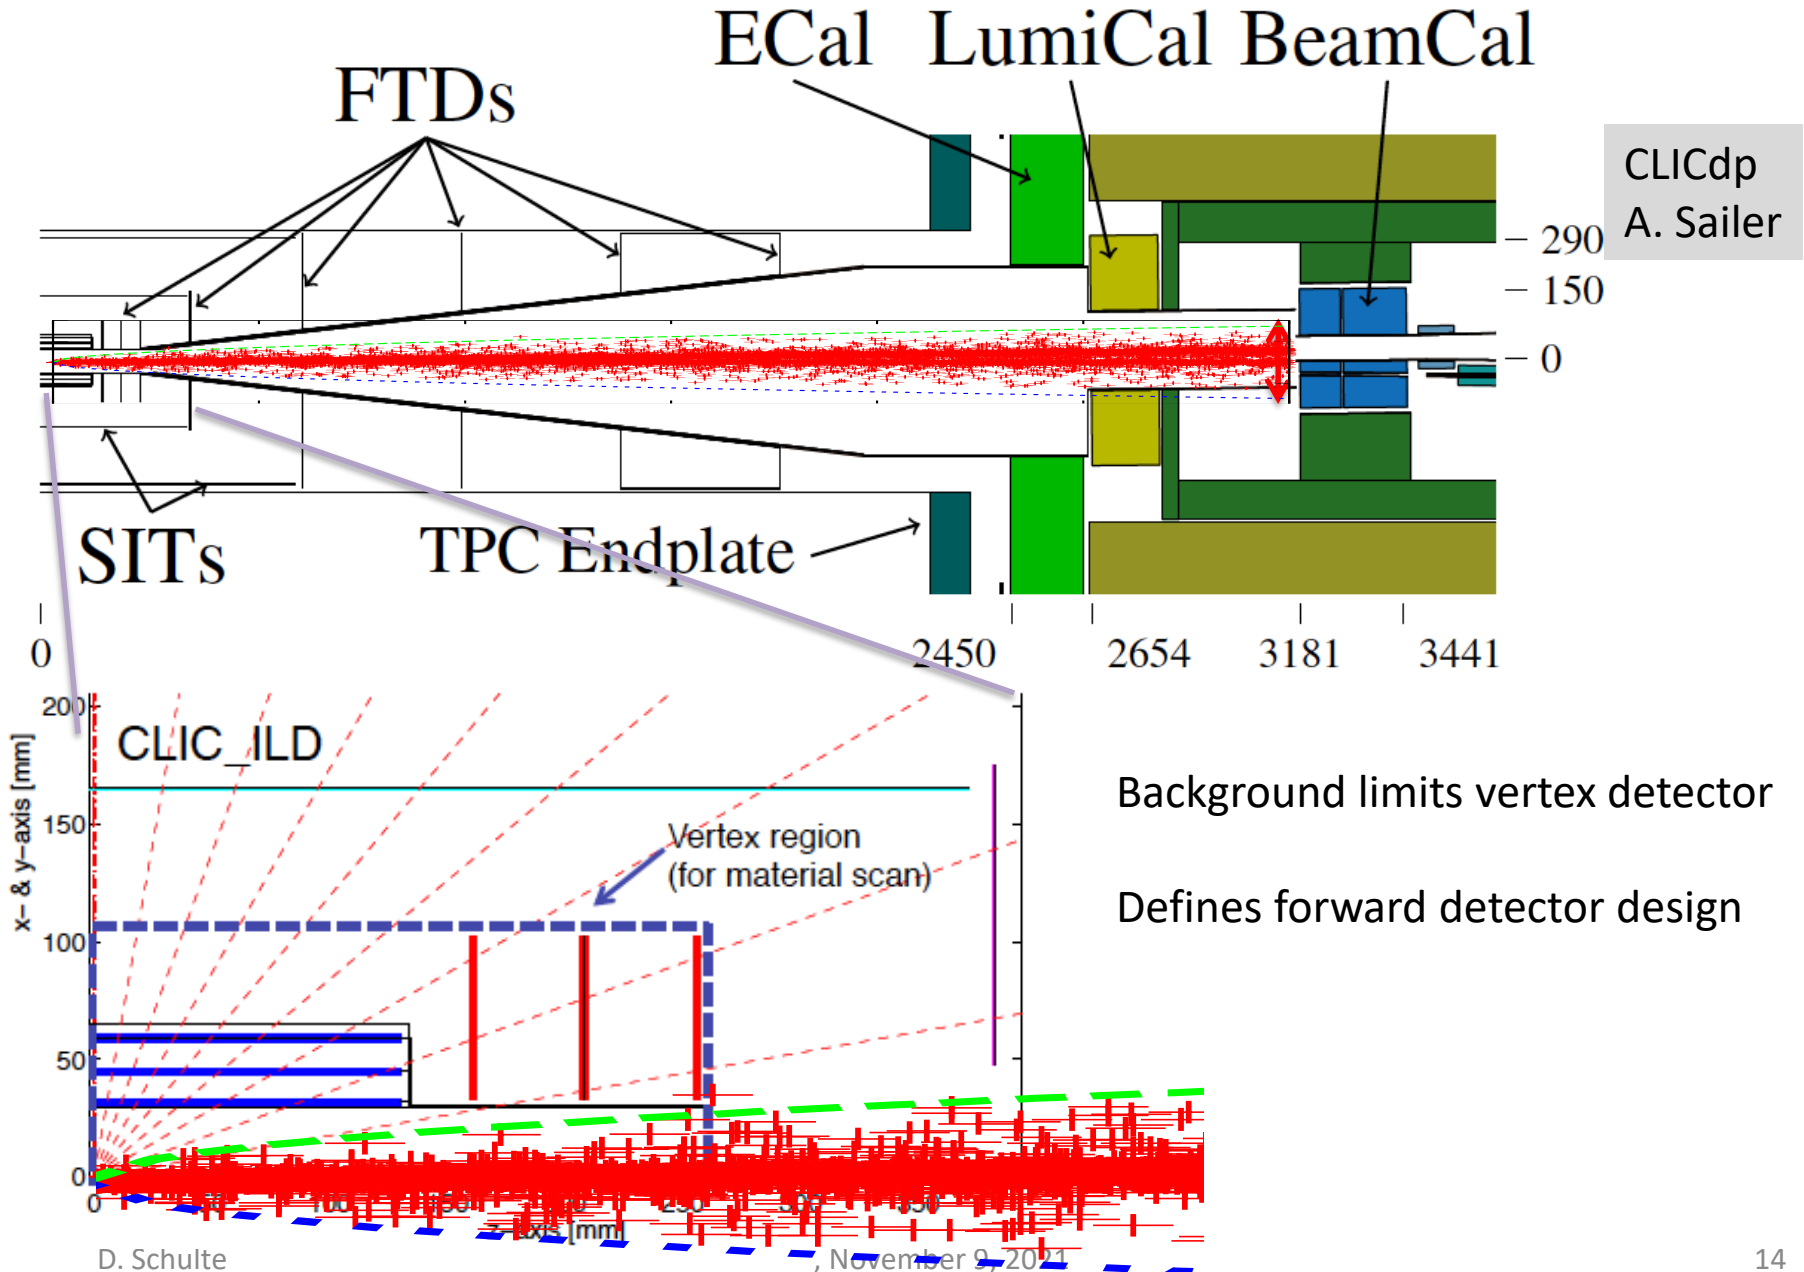 ECal LumiCal BeamCal
FTDs
CLICdp
A. Sailer
290
150
0
SITs
TPC Endplate
0 2450 2654 3181 3441
CLIC_ILD
x- & y-axis [mm]
200
150
100
50
0
Vertex region
(for material scan)
0 250
z-axis [mm]
Background limits vertex detector
Defines forward detector design
D. Schulte , November 9, 2021 14